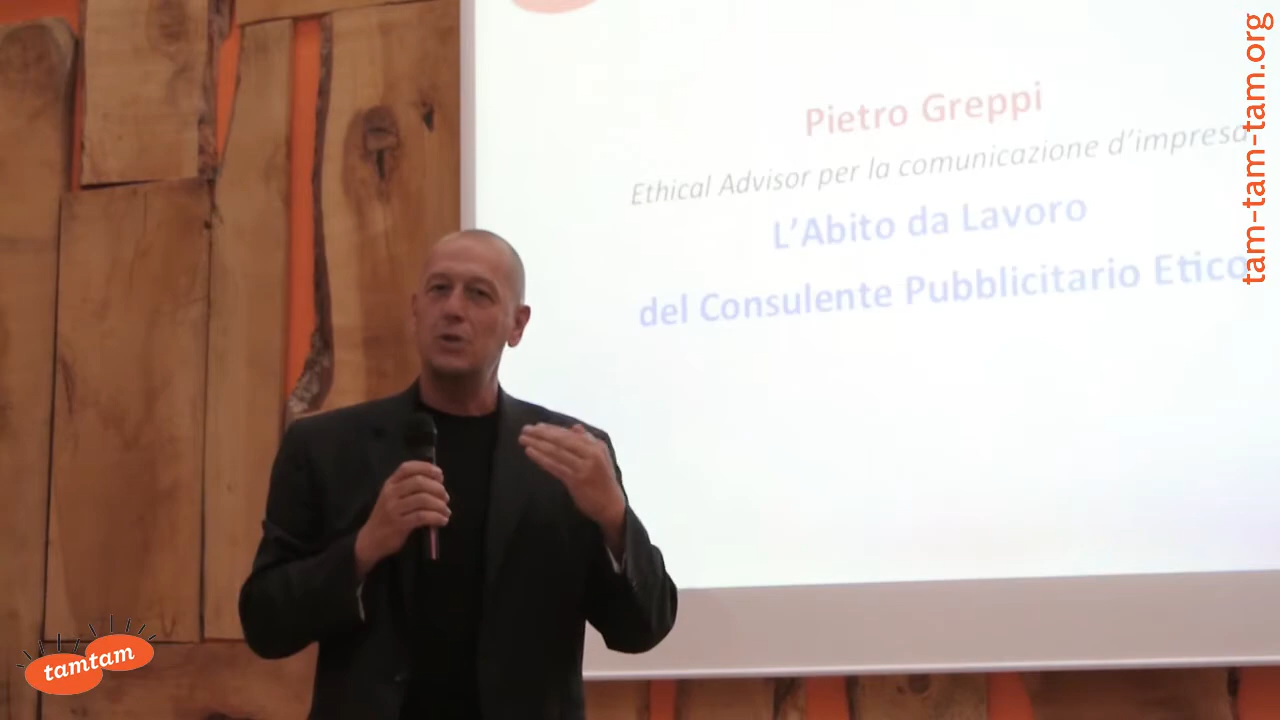 Pietro Greppi
Ethical Advisor per la comunicazione d'impresa
L'Abito da Lavoro
del Consulente Pubblicitario Etico
tam-tam-tam.org
tamtam